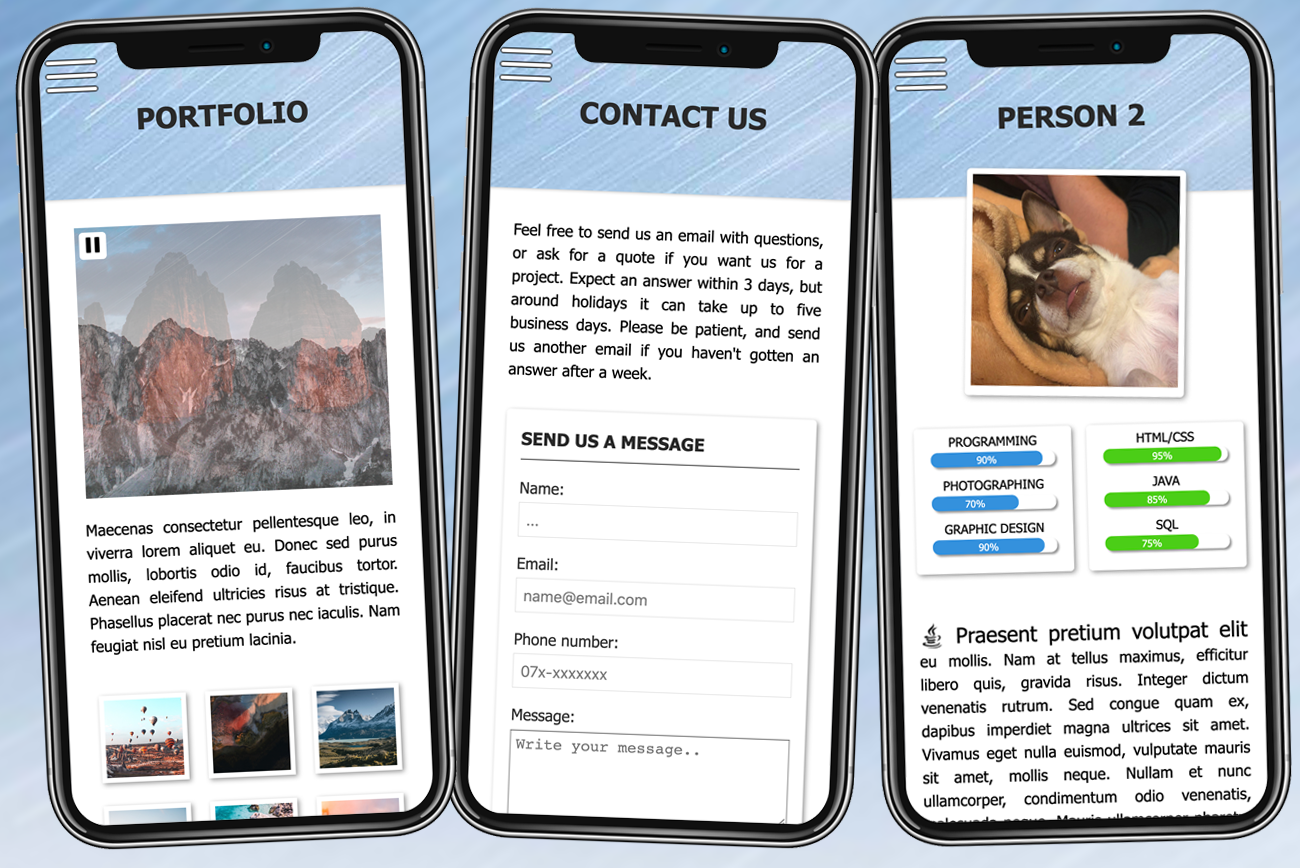 PORTFOLIO
Maecenas consectetur pellentesque leo, in
viverra lorem aliquet eu. Donec sed purus
mollis, lobortis odio id, faucibus tortor.
Aenean eleifend ultricies risus at tristique.
Phasellus placerat nec purus nec iaculis. Nam
feugiat nisl eu pretium lacinia.
CONTACT US
Feel free to send us an email with questions,
or ask for a quote if you want us for a
project. Expect an answer within 3 days, but
around holidays it can take up to five
business days. Please be patient, and send
us another email if you haven't gotten an
answer after a week.
SEND US A MESSAGE
Name:
...
Email:
name@email.com
Phone number:
07x-xxxxxxx
Message:
Write your message..
PERSON 2
PROGRAMMING
90%
PHOTOGRAPHING
70%
GRAPHIC DESIGN
90%
HTML/CSS
95%
JAVA
85%
SQL
75%
Praesent pretium volutpat elit
eu mollis. Nam at tellus maximus, efficitur
libero quis, gravida risus. Integer dictum
venenatis rutrum. Sed congue quam ex,
dapibus imperdiet magna ultrices sit amet.
Vivamus eget nulla euismod, vulputate mauris
sit amet, mollis neque. Nullam et nunc
ullamcorper, condimentum odio venenatis,